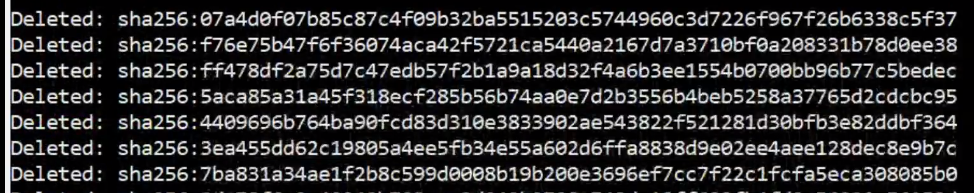 Deleted: sha256:07a4d0f07b85c87c4f09b32ba5515203c5744960c3d7226f967f26b6338c5f37
Deleted: sha256:f76e75b47f6f36074aca42f5721ca5440a2167d7a3710bf0a208331b78d0ee38
Deleted: sha256:ff478df2a75d7c47edb57f2b1a9a18d32f4a6b3ee1554b0700bb96b77c5bedec
Deleted: sha256:5aca85a31a45f318ecf285b56b74aa0e7d2b3556b4beb5258a37765d2cdcbc95
Deleted: sha256:4409696b764ba90fcd83d310e3833902ae543822f521281d30bfb3e82ddbf364
Deleted: sha256:3ea455dd62c19805a4ee5fb34e55a602d6ffa8838d9e02ee4aee128dec8e9b7c
Deleted: sha256:7ba831a34ae1f2b8c599d0008b19b200e3696ef7cc7f22c1fcfa5eca308085b0